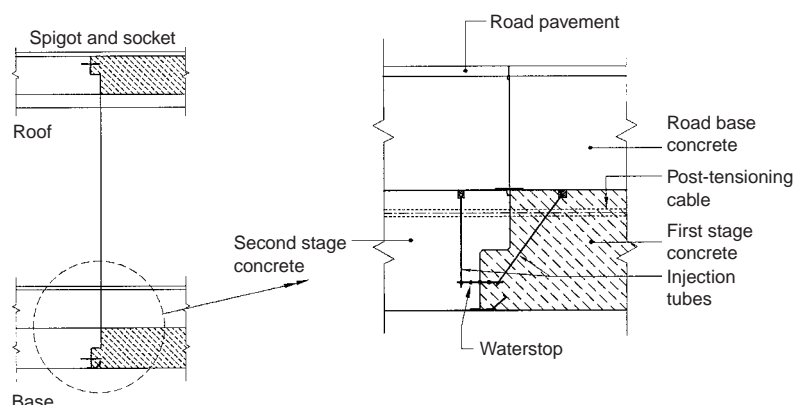 Spigot and socket
Roof
Base
Road pavement
Road base
concrete
Post-tensioning
cable
First stage
concrete
Injection
tubes
Second stage
concrete
Waterstop